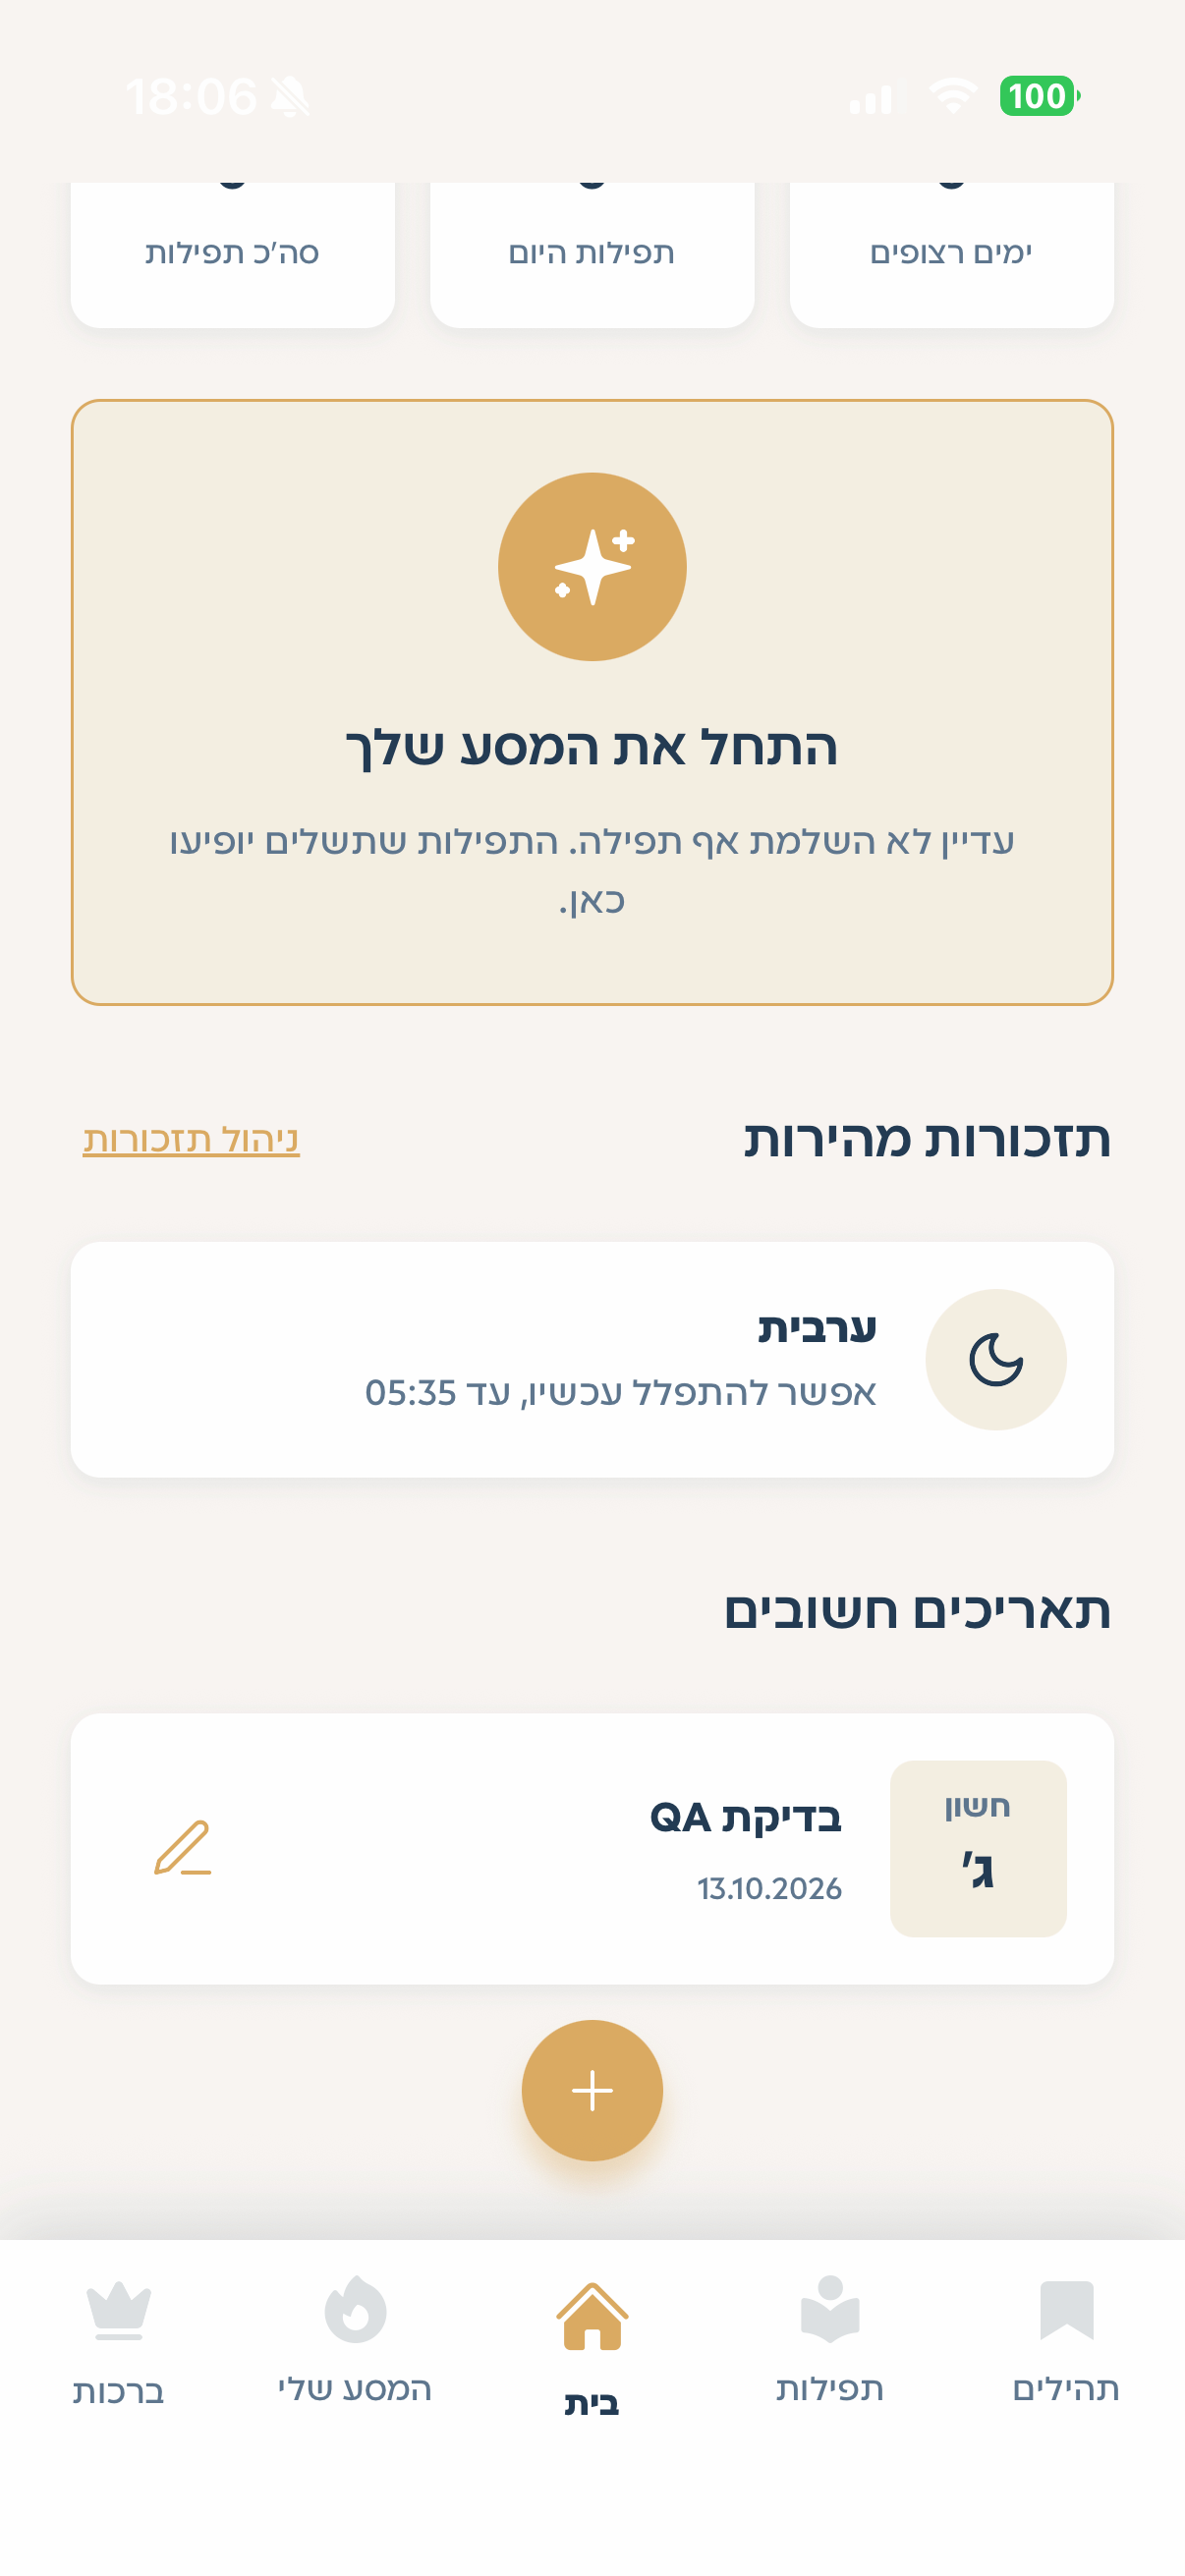 18:06
100
ימים רצופים
תפילות היום
סה'כ תפילות
התחל את המסע שלך
עדיין לא השלמת אף תפילה. התפילות שתשלים יופיעו
כאן.
תזכורות מהירות
ניהול תזכורות
ערבית
אפשר להתפלל עכשיו, עד 05:35
תאריכים חשובים
חשון
ג'
בדיקת QA
13.10.2026
תהילים
תפילות
בית
המסע שלי
ברכות